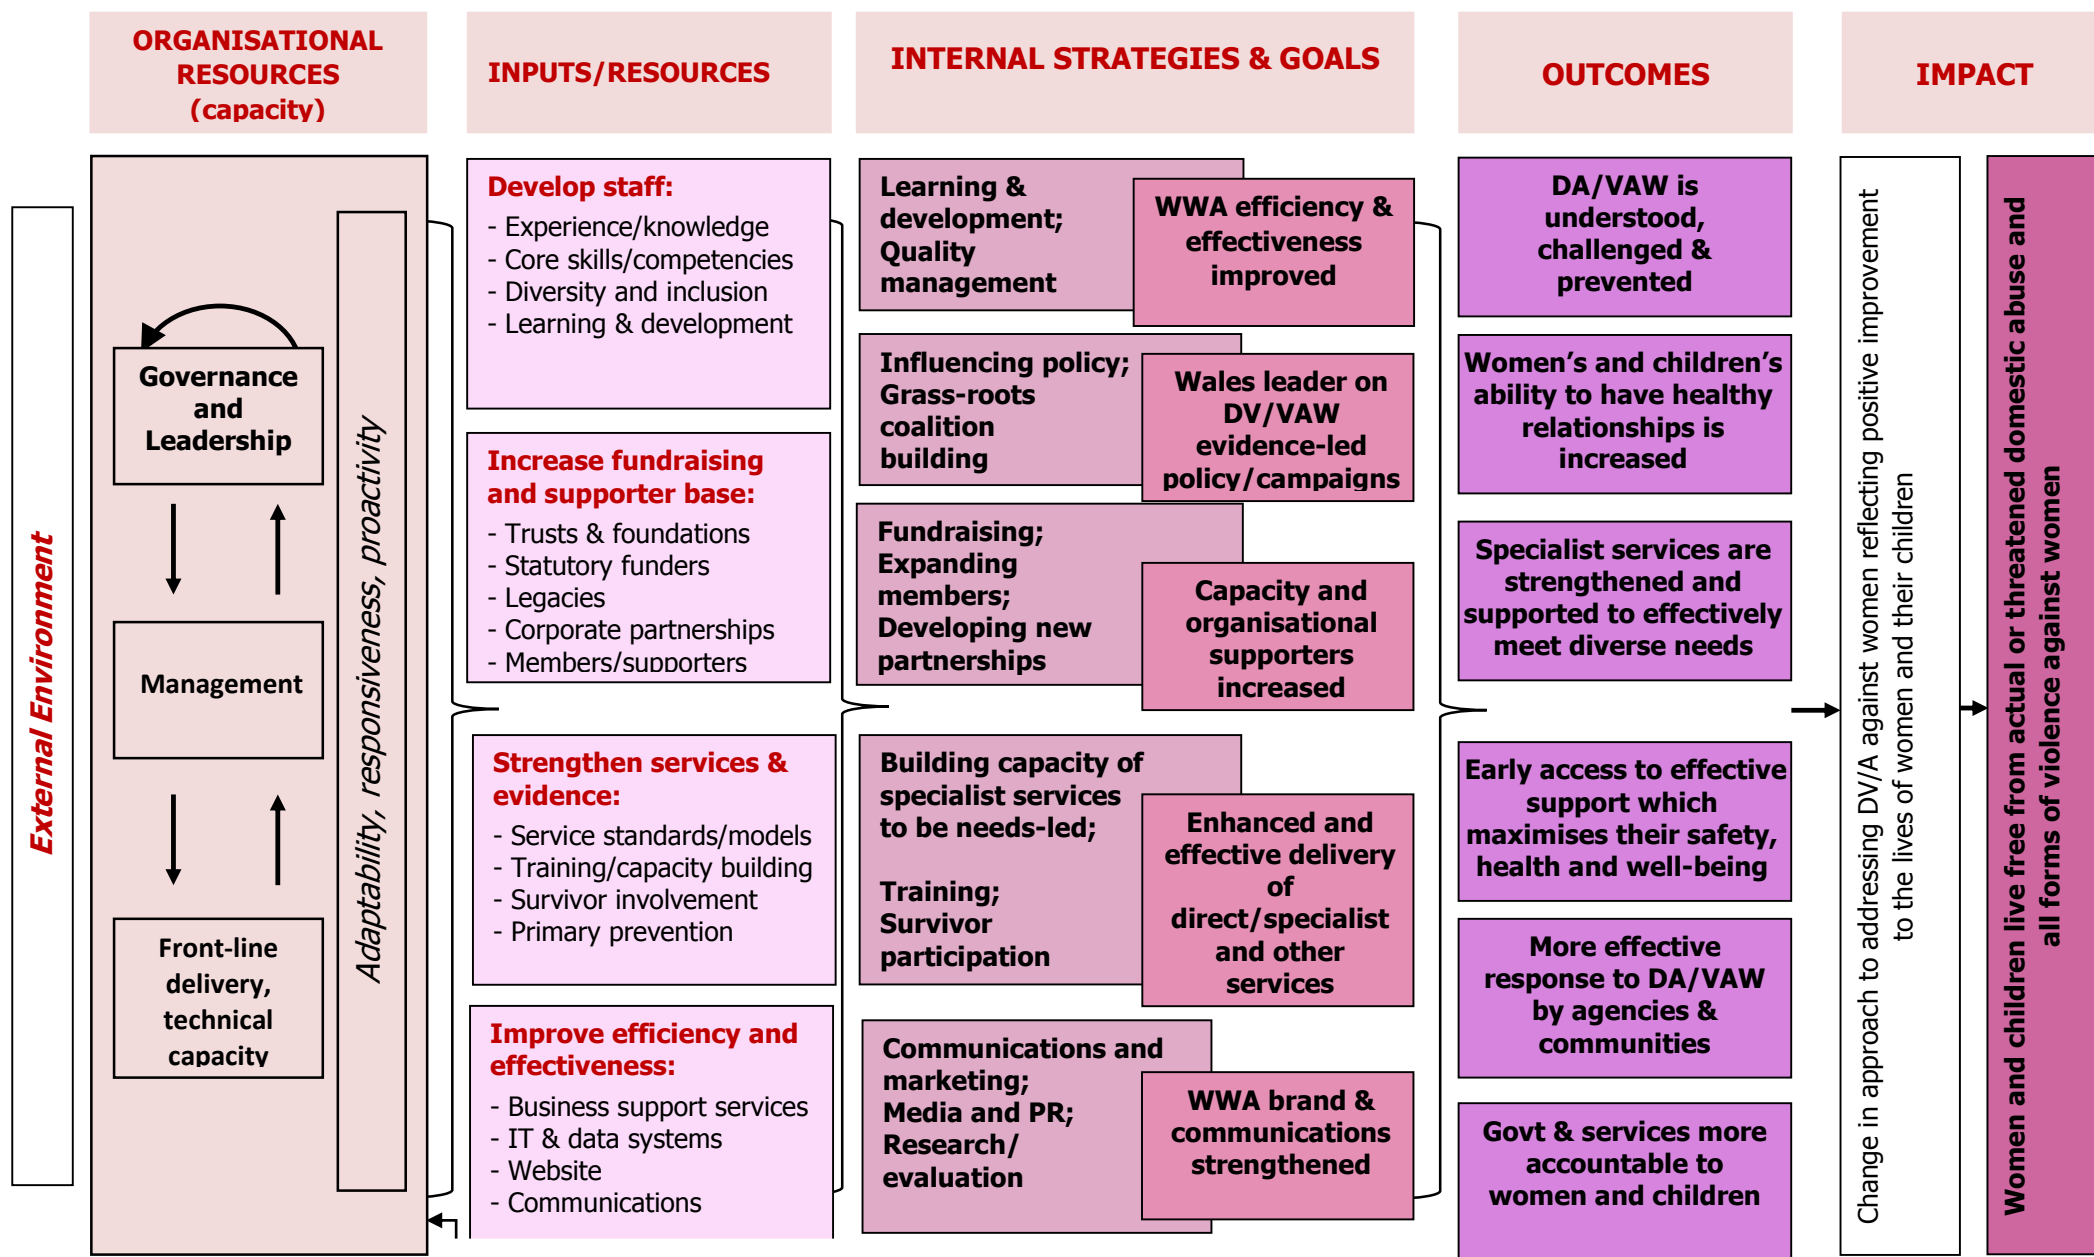 ORGANISATIONAL
RESOURCES
(capacity)
INPUTS/RESOURCES
INTERNAL STRATEGIES & GOALS
OUTCOMES
IMPACT
External Environment
Governance
and
Leadership
Management
Front-line
delivery,
technical
capacity
Adaptability, responsiveness, proactivity
Develop staff:
- Experience/knowledge
- Core skills/competencies
- Diversity and inclusion
- Learning & development
Increase fundraising
and supporter base:
- Trusts & foundations
- Statutory funders
- Legacies
- Corporate partnerships
- Members/supporters
Strengthen services &
evidence:
- Service standards/models
- Training/capacity building
- Survivor involvement
- Primary prevention
Improve efficiency and
effectiveness:
- Business support services
- IT & data systems
- Website
- Communications
Learning &
development;
Quality
management
WWA efficiency &
effectiveness
improved
Influencing policy;
Grass-roots
coalition
building
Wales leader on
DV/VAW
evidence-led
policy/campaigns
Fundraising;
Expanding
members;
Developing new
partnerships
Capacity and
organisational
supporters
increased
Building capacity of
specialist services
to be needs-led;
Training;
Survivor
participation
Enhanced and
effective delivery
of
direct/specialist
and other
services
Communications and
marketing;
Media and PR;
Research/
evaluation
WWA brand &
communications
strengthened
DA/VAW is
understood,
challenged &
prevented
Women’s and children’s
ability to have healthy
relationships is
increased
Specialist services are
strengthened and
supported to effectively
meet diverse needs
Early access to effective
support which
maximises their safety,
health and well-being
More effective
response to DA/VAW
by agencies &
communities
Govt & services more
accountable to
women and children
Change in approach to addressing DV/A against women reflecting positive improvement
to the lives of women and their children
Women and children live free from actual or threatened domestic abuse and
all forms of violence against women